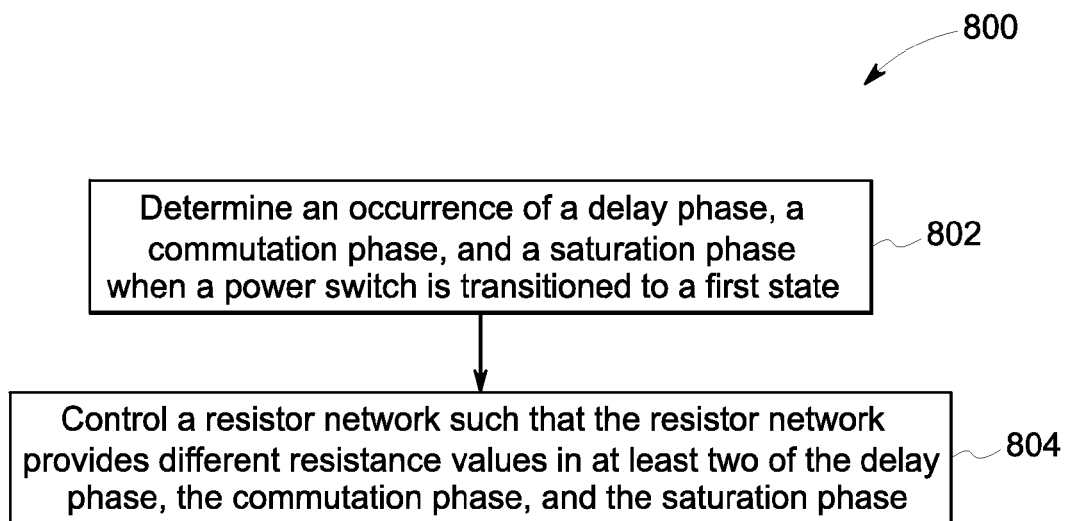 800
Determine an occurrence of a delay phase, a
commutation phase, and a saturation phase
when a power switch is transitioned to a first state
802
Control a resistor network such that the resistor network
provides different resistance values in at least two of the delay
phase, the commutation phase, and the saturation phase
804